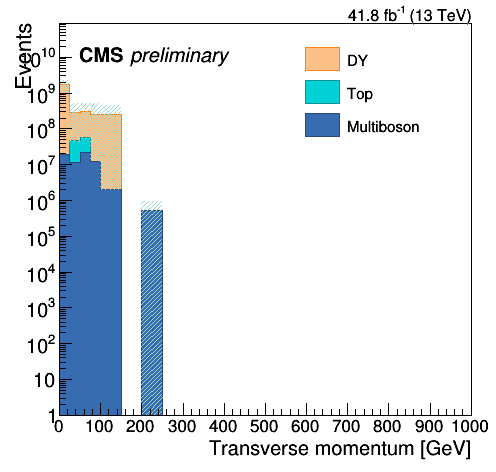 41.8 fb⁻¹ (13 TeV)
Events
CMS preliminary
DY
Top
Multiboson
10¹⁰
10⁹
10⁸
10⁷
10⁶
10⁵
10⁴
10³
10²
10
1
0 100 200 300 400 500 600 700 800 900 1000
Transverse momentum [GeV]